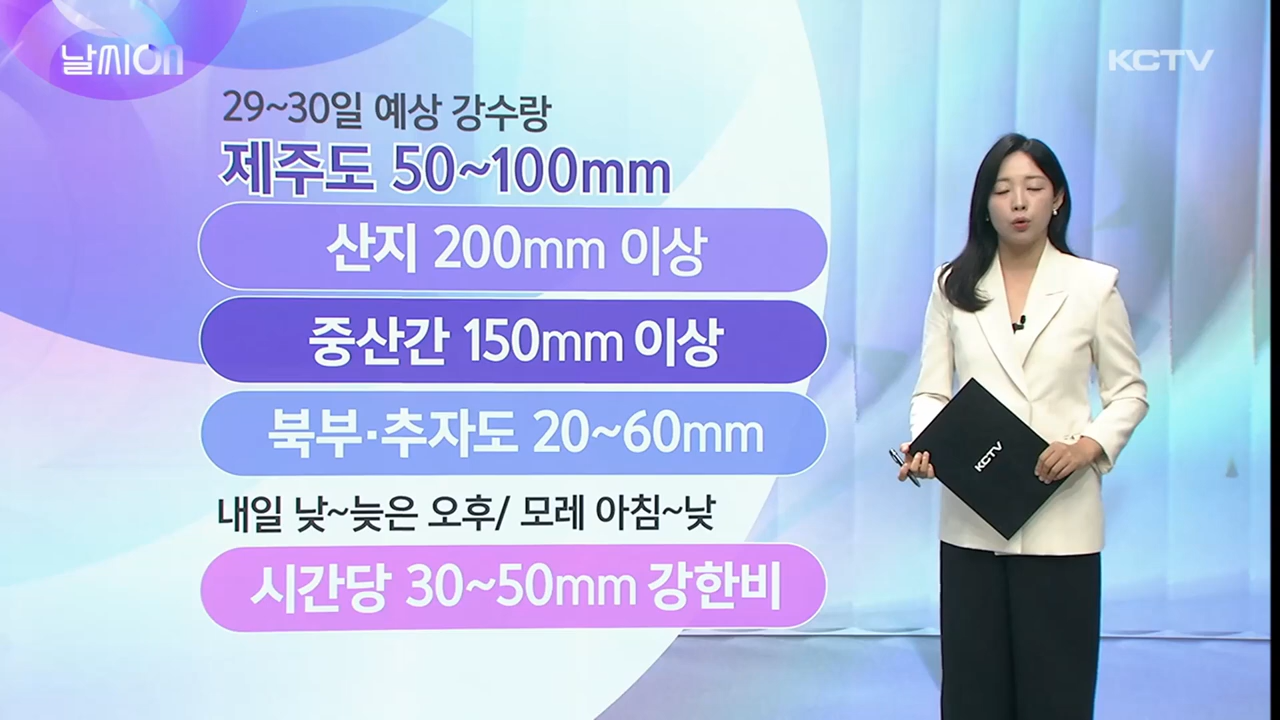 날씨on
KCTV
29~30일 예상 강수량
제주도 50~100mm
산지 200mm 이상
중산간 150mm 이상
북부·추자도 20~60mm
내일 낮~늦은 오후/ 모레 아침~낮
시간당 30~50mm 강한비
KCTV